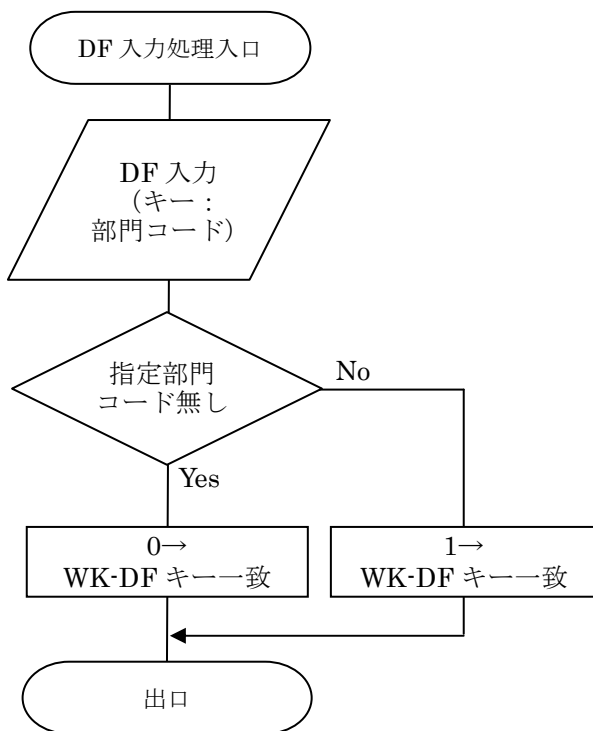 DF 入力処理入口
DF 入力
（キー：
部門コード）
指定部門
コード無し
No
Yes
0→
WK-DF キー一致
1→
WK-DF キー一致
出口